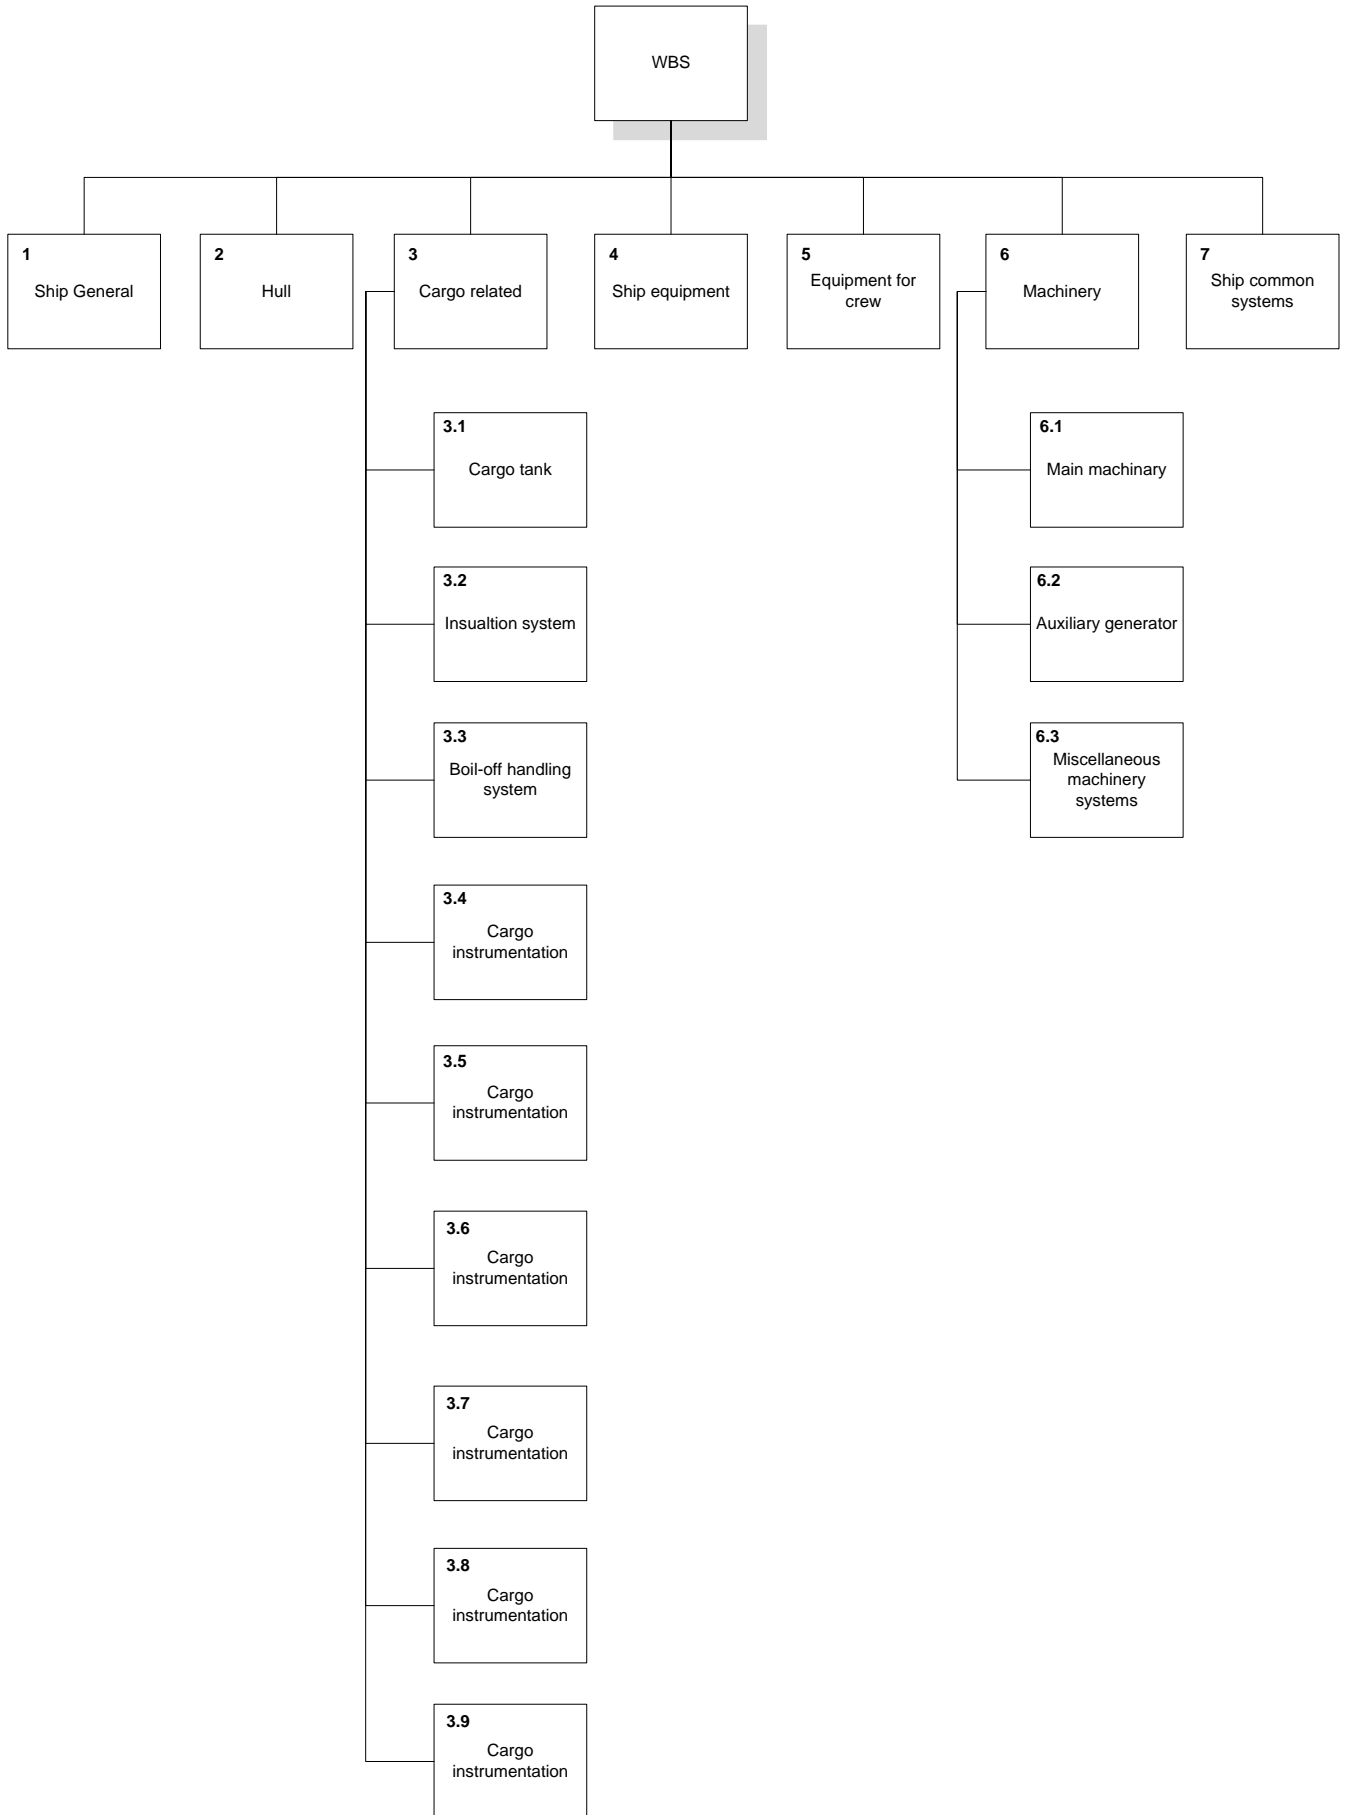 WBS
1
Ship General
2
Hull
3
Cargo related
4
Ship equipment
5
Equipment for
crew
6
Machinery
7
Ship common
systems
3.1
Cargo tank
3.2
Insualtion system
3.3
Boil-off handling
system
3.4
Cargo
instrumentation
3.5
Cargo
instrumentation
3.6
Cargo
instrumentation
3.7
Cargo
instrumentation
3.8
Cargo
instrumentation
3.9
Cargo
instrumentation
6.1
Main machinary
6.2
Auxiliary generator
6.3
Miscellaneous
machinery
systems